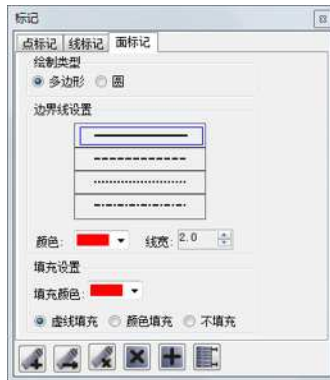 标记
点标记 线标记 面标记
绘制类型
多边形 圆
边界线设置
颜色: 线宽: 2.0
填充设置
填充颜色:
虚线填充 颜色填充 不填充